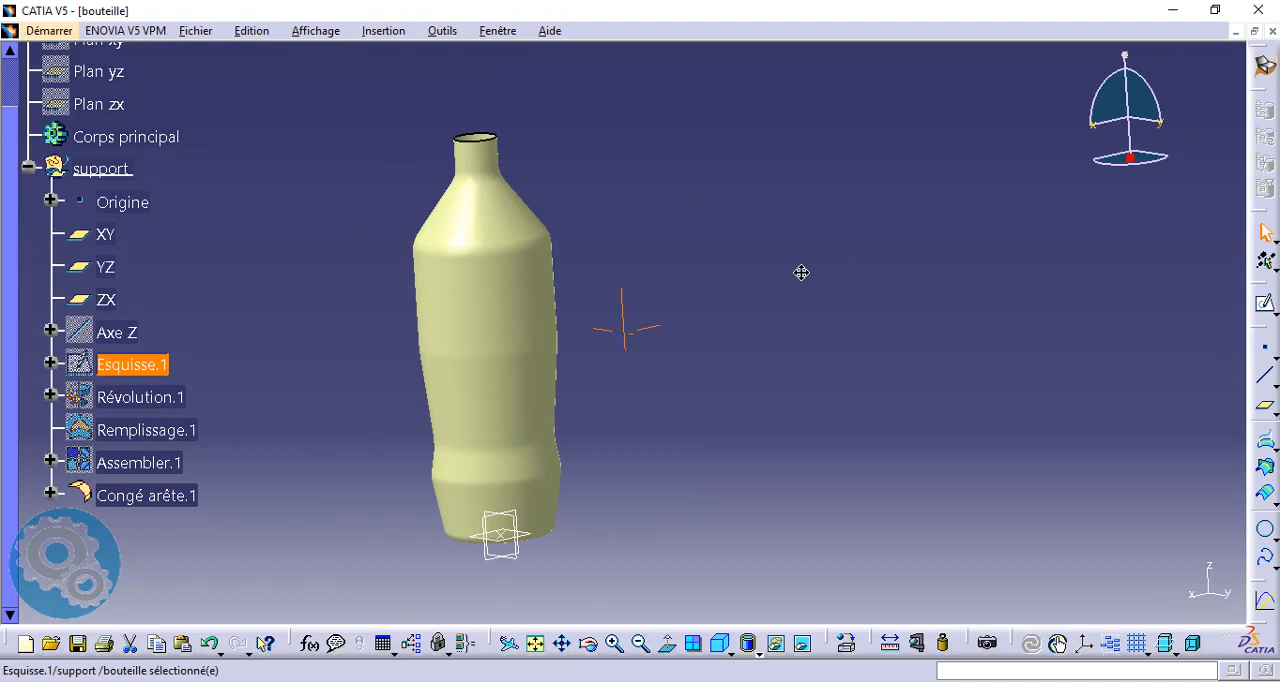 CATIA V5 - [bouteille]
Démarrer ENOVIA V5 VPM Fichier Edition Affichage Insertion Outils Fenêtre Aide
Plan xy
Plan yz
Plan zx
Corps principal
support
Origine
XY
YZ
ZX
Axe Z
Esquisse.1
Révolution.1
Remplissage.1
Assembler.1
Congé arête.1
z
x y
f(x)
CATIA
Esquisse.1/support /bouteille sélectionné(e)